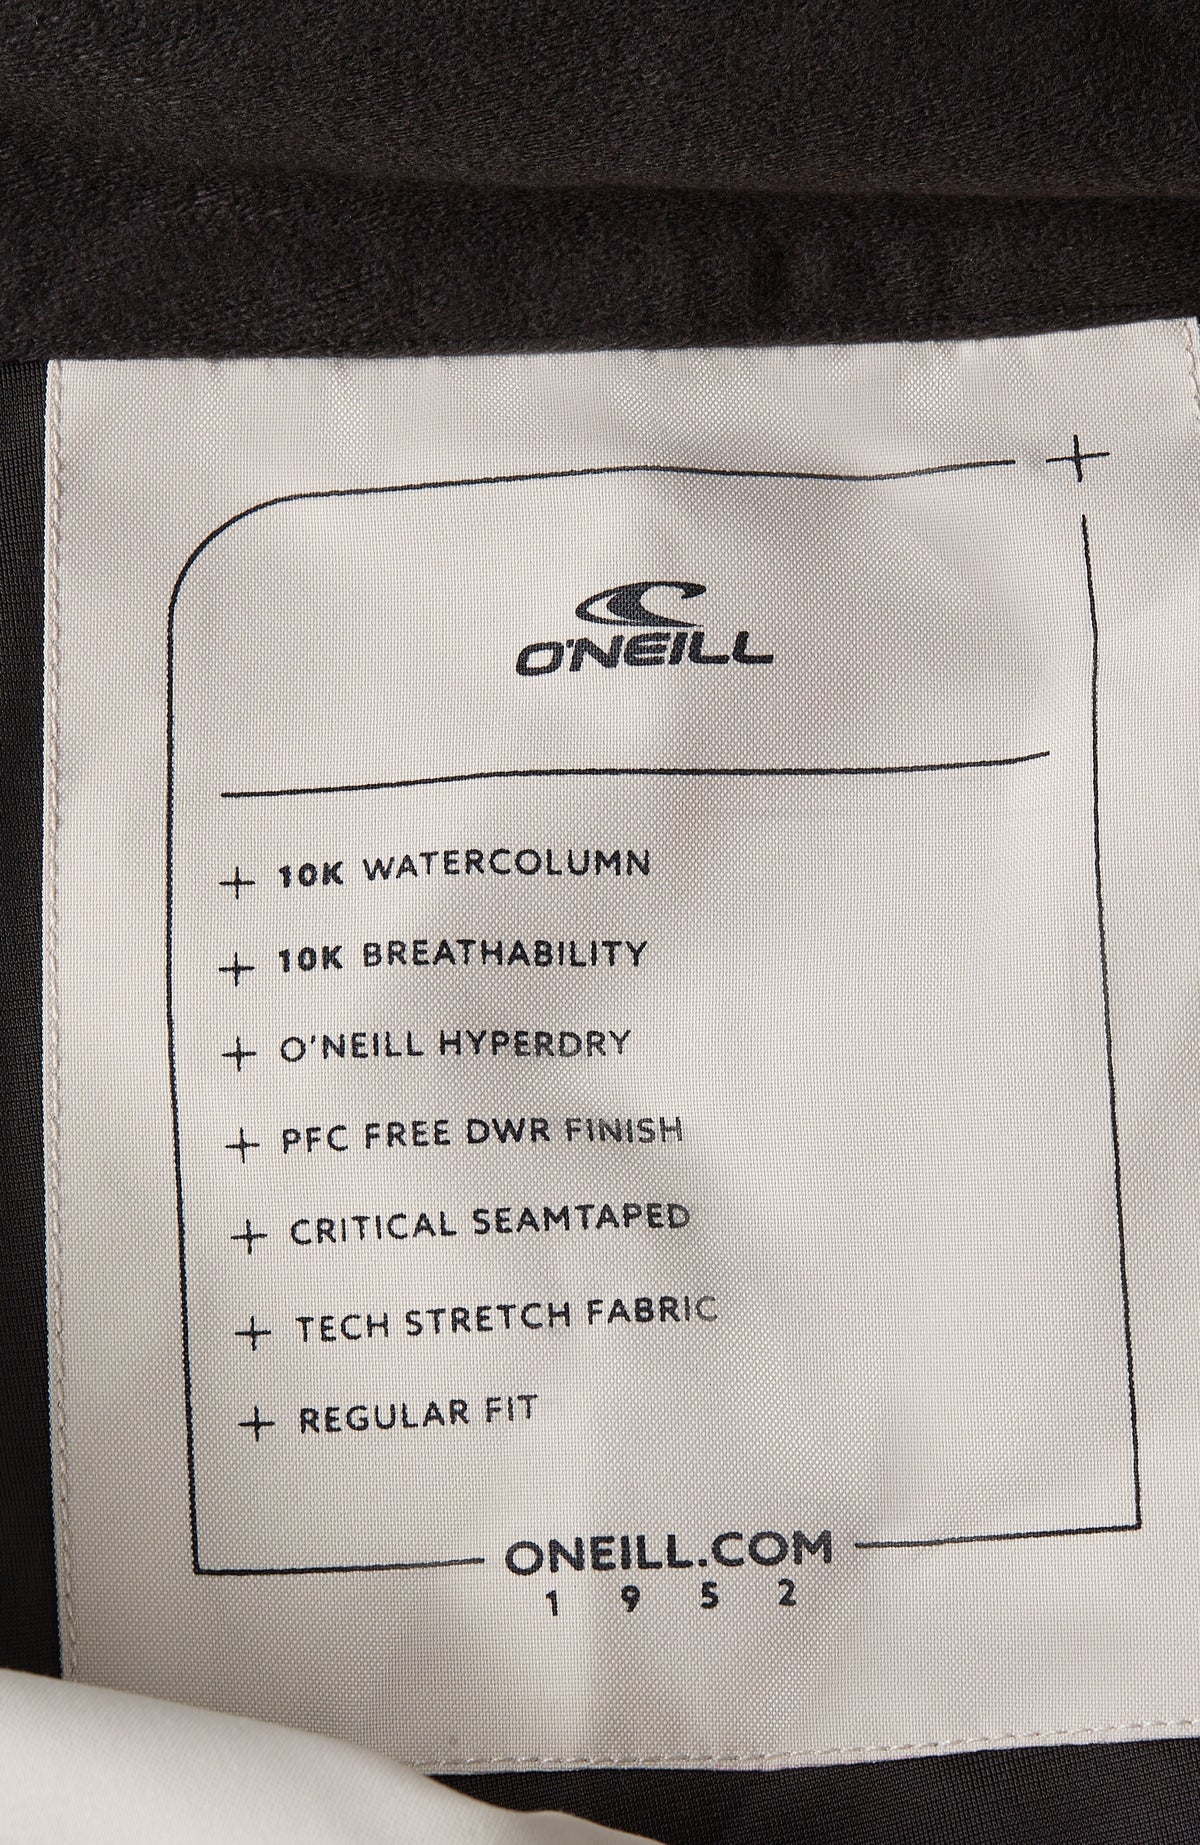 O'NEILL
10K WATERCOLUMN
10K BREATHABILITY
O'NEILL HYPERDRY
PFC FREE DWR FINISH
CRITICAL SEAMTAPED
TECH STRETCH FABRIC
REGULAR FIT
ONEILL.COM
1952